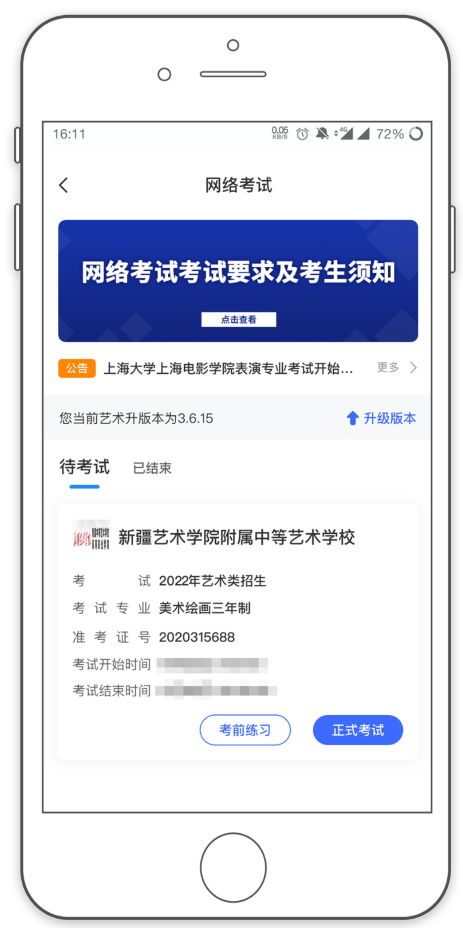 16:11
0.05
KB/S
4G
72%
网络考试
网络考试考试要求及考生须知
点击查看
公告 上海大学上海电影学院表演专业考试开始... 更多
您当前艺术升版本为3.6.15 升级版本
待考试 已结束
新疆艺术学院附属中等艺术学校
考试 2022年艺术类招生
考试专业 美术绘画三年制
准考证号 2020315688
考试开始时间
考试结束时间
考前练习 正式考试